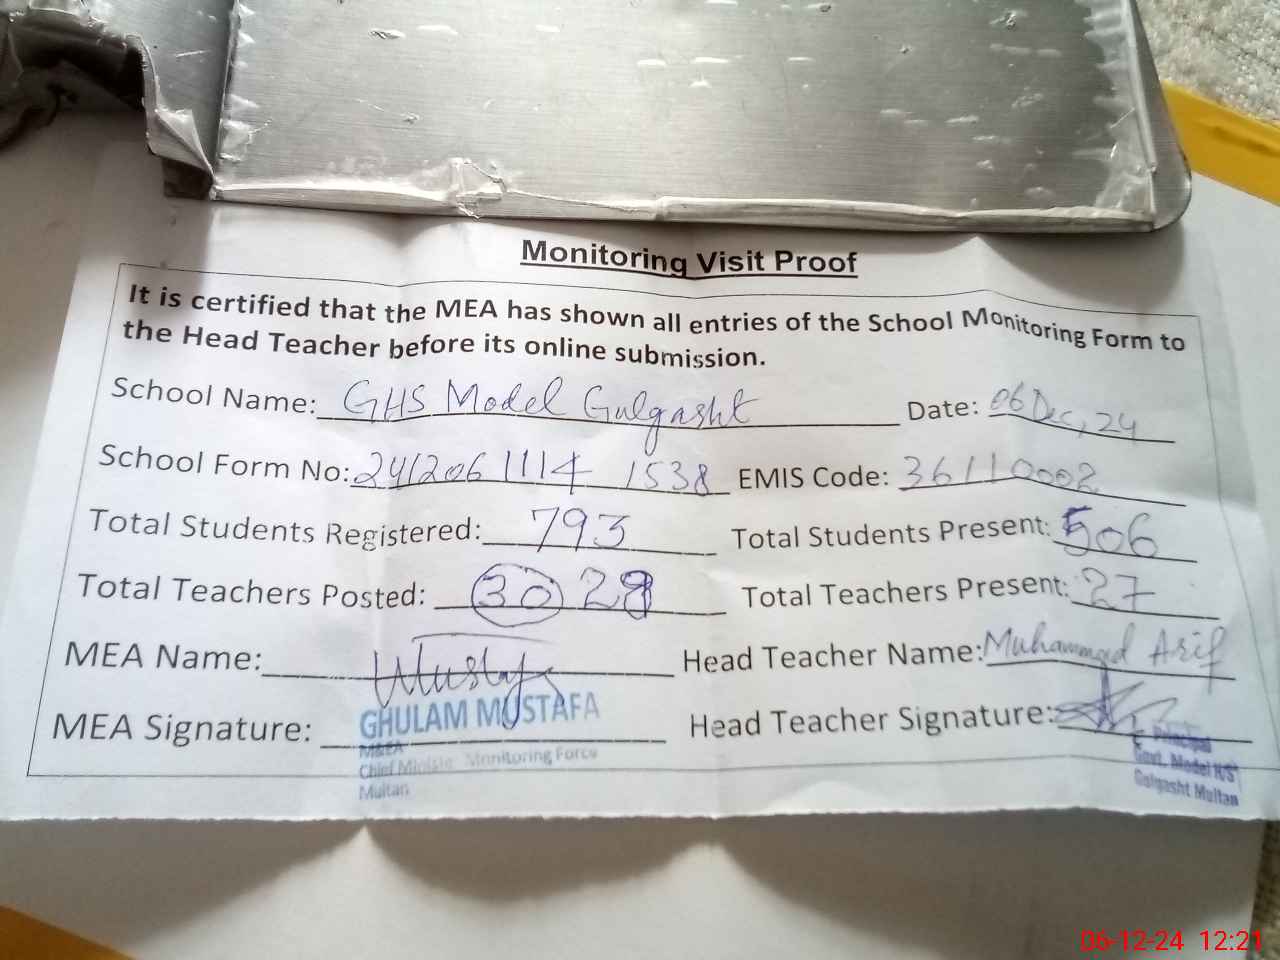 Monitoring Visit Proof
It is certified that the MEA has shown all entries of the School Monitoring Form to
the Head Teacher before its online submission.
School Name: GHS Model Gulgasht Date: 06 Dec, 24
School Form No: 2412061114 1538 EMIS Code: 36110002
Total Students Registered: 793 Total Students Present: 506
Total Teachers Posted: 30 28 Total Teachers Present: 27
MEA Name: Mustafa Head Teacher Name: Muhammad Arif
MEA Signature: Head Teacher Signature:
GHULAM MUSTAFA
M&EA
Chief Monitoring Force
Multan
Principal
Govt. Model H/S
Gulgasht Multan
06-12-24 12:21